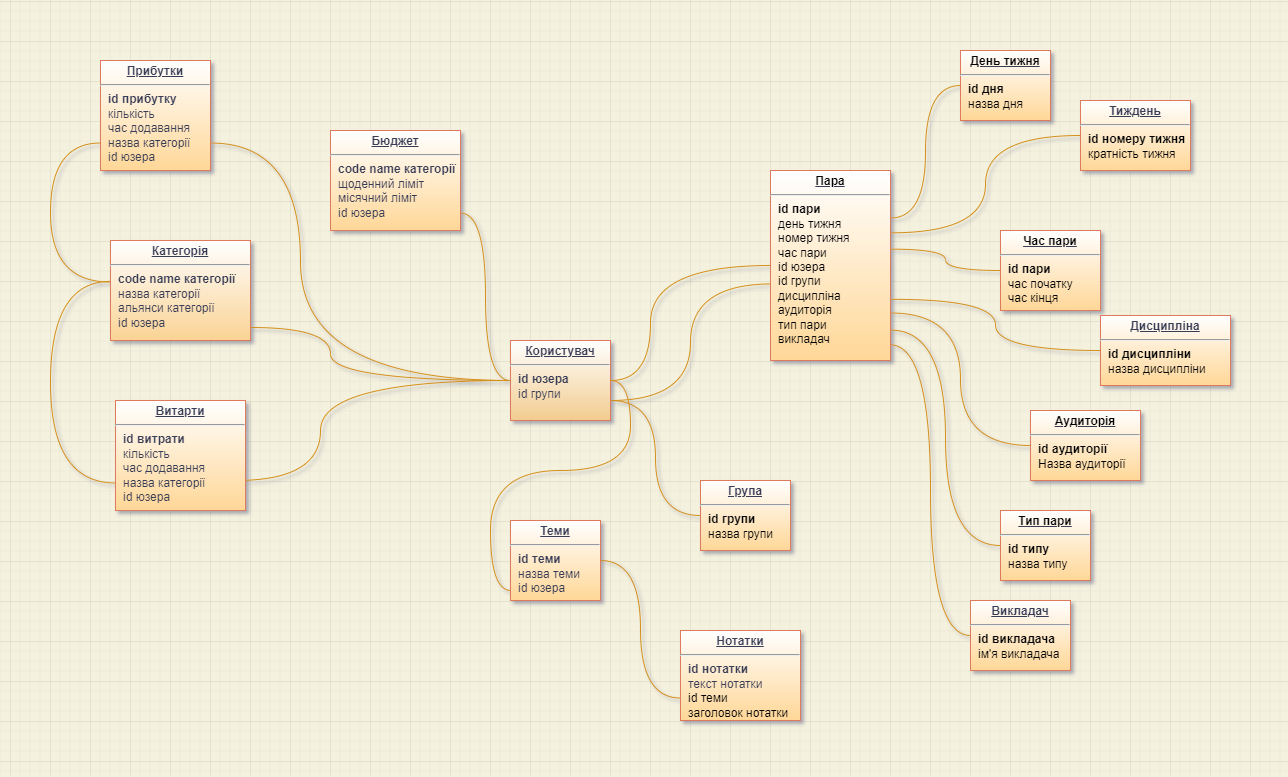 Прибутки
id прибутку
кількість
час додавання
назва категорії
id юзера
Бюджет
code name категорії
щоденний ліміт
місячний ліміт
id юзера
Категорія
code name категорії
назва категорії
альянси категорії
id юзера
Витарти
id витрати
кількість
час додавання
назва категорії
id юзера
Користувач
id юзера
id групи
Теми
id теми
назва теми
id юзера
Група
id групи
назва групи
Нотатки
id нотатки
текст нотатки
id теми
заголовок нотатки
Пара
id пари
день тижня
номер тижня
час пари
id юзера
id групи
дисципліна
аудиторія
тип пари
викладач
День тижня
id дня
назва дня
Тиждень
id номеру тижня
кратність тижня
Час пари
id пари
час початку
час кінця
Дисципліна
id дисципліни
назва дисципліни
Аудиторія
id аудиторії
Назва аудиторії
Тип пари
id типу
назва типу
Викладач
id викладача
ім'я викладача